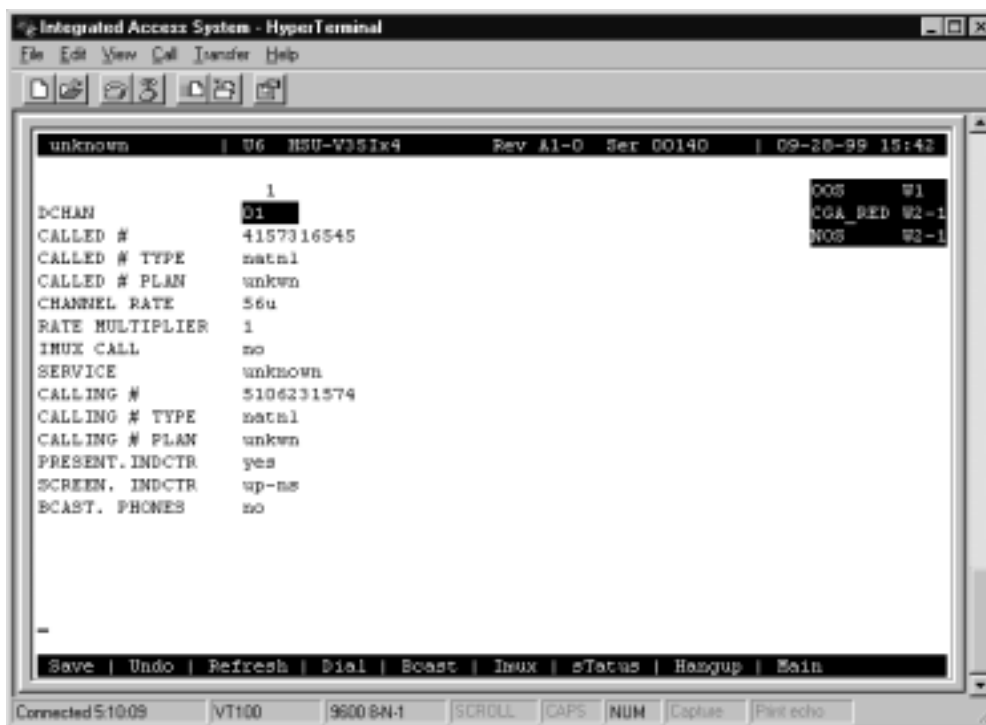 Integrated Access System - HyperTerminal
File Edit View Call Transfer Help
unknown | U6 HSU-V35Ix4 Rev A1-0 Ser 00140 | 09-28-99 15:42
1
OOS W1
DCHAN D1
CGA_RED W2-1
CALLED # 4157316545
NOS W2-1
CALLED # TYPE natnl
CALLED # PLAN unkwn
CHANNEL RATE 56u
RATE MULTIPLIER 1
IMUX CALL no
SERVICE unknown
CALLING # 5106231574
CALLING # TYPE natnl
CALLING # PLAN unkwn
PRESENT.INDCTR yes
SCREEN. INDCTR up-ns
BCAST. PHONES no
Save | Undo | Refresh | Dial | Bcast | Imux | sTatus | Hangup | Main
Connected 5:10:09 VT100 9600 8-N-1 SCROLL CAPS NUM Capture Print echo